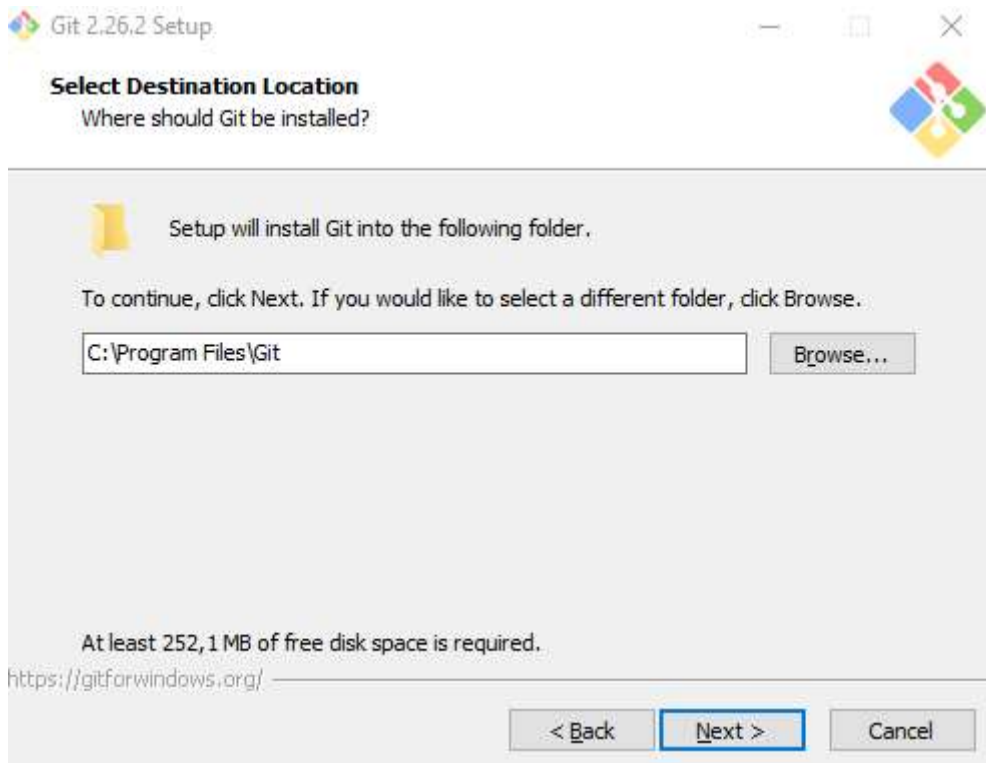 Git 2.26.2 Setup
Select Destination Location
Where should Git be installed?
Setup will install Git into the following folder.
To continue, click Next. If you would like to select a different folder, click Browse.
C:\Program Files\Git
Browse...
At least 252,1 MB of free disk space is required.
https://gitforwindows.org/
< Back
Next >
Cancel